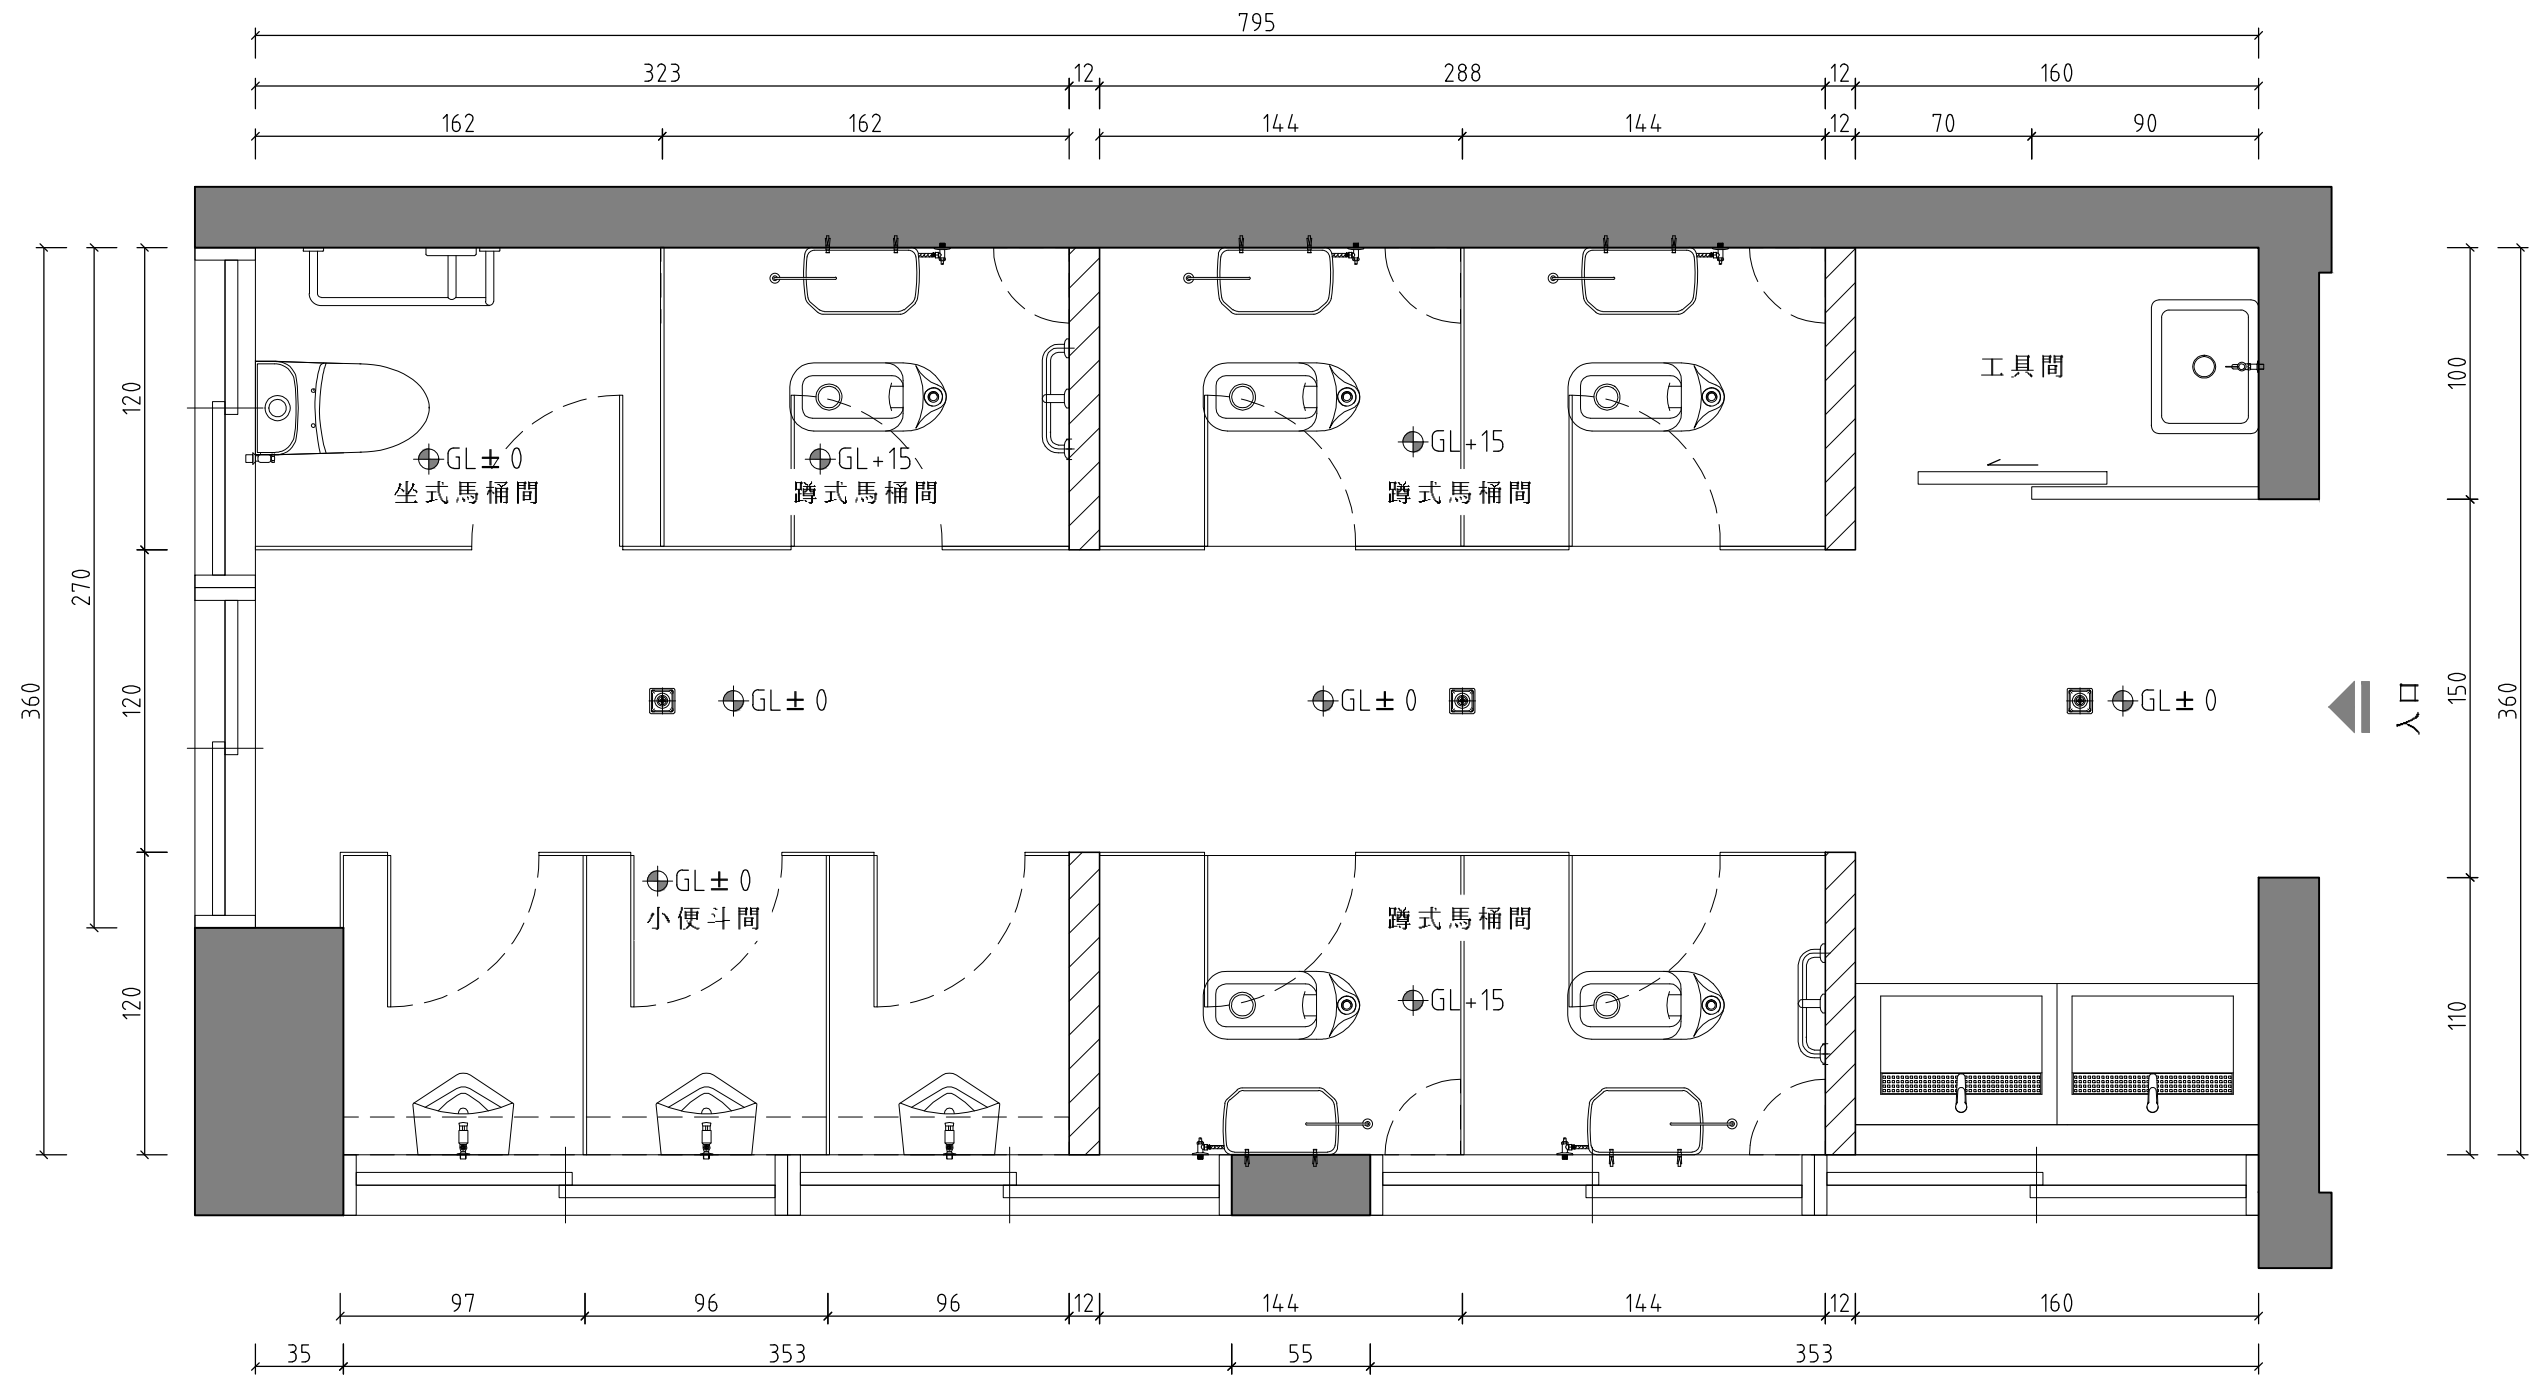 795
323 12 288 12 160
162 162 144 144 12 70 90
工具間
100
120
GL± 0 GL+15 GL+15
坐式馬桶間 蹲式馬桶間 蹲式馬桶間
270
360 120 GL± 0 GL± 0 GL± 0 入口 150 360
GL± 0
小便斗間 蹲式馬桶間
120 GL+15 110
97 96 96 12 144 144 12 160
35 353 55 353